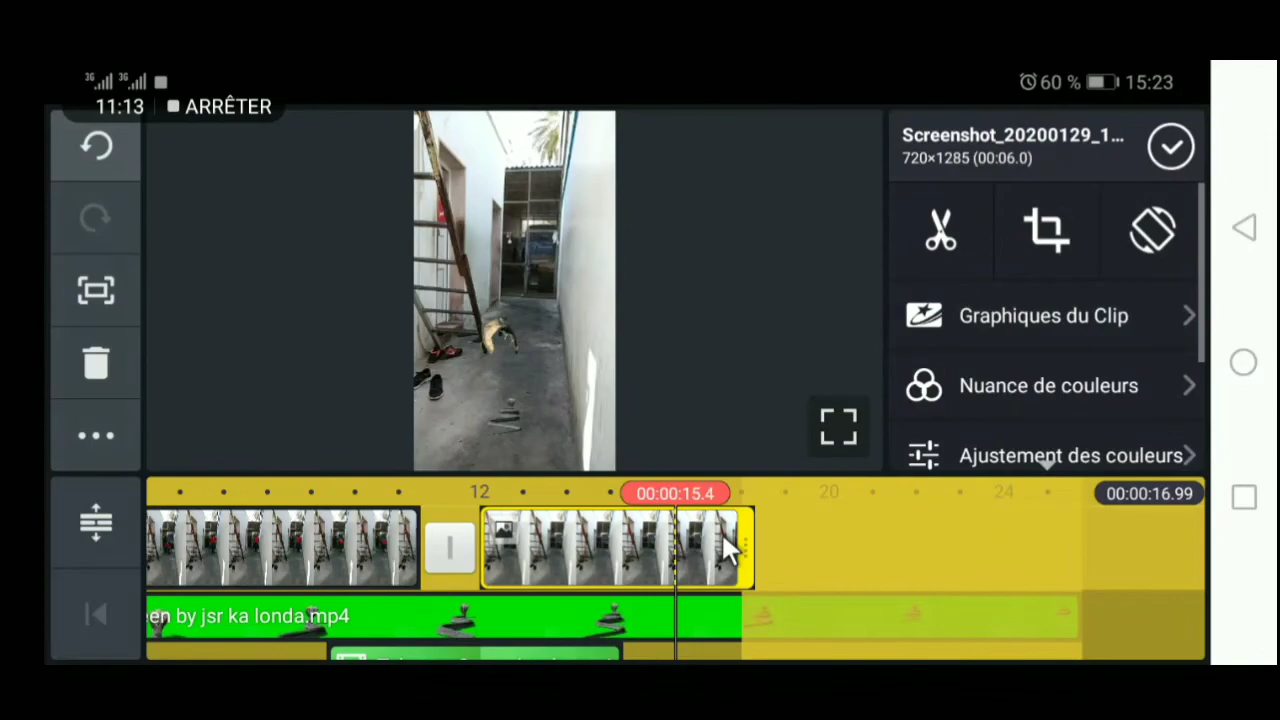 3G 3G 60 % 15:23
11:13 ARRÊTER
Screenshot_20200129_1...
720×1285 (00:06.0)
Graphiques du Clip
Nuance de couleurs
Ajustement des couleurs
12 00:00:15.4 20 24 00:00:16.99
en by jsr ka londa.mp4